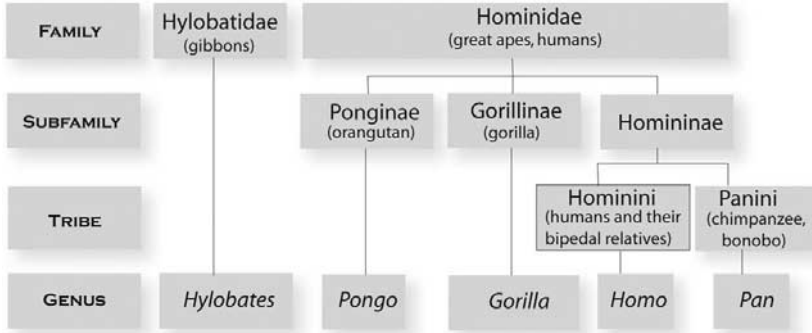 FAMILY
Hylobatidae
(gibbons)
Hominidae
(great apes, humans)
SUBFAMILY
Ponginae
(orangutan)
Gorillinae
(gorilla)
Homininae
TRIBE
Hominini
(humans and their
bipedal relatives)
Panini
(chimpanzee,
bonobo)
GENUS
Hylobates
Pongo
Gorilla
Homo
Pan